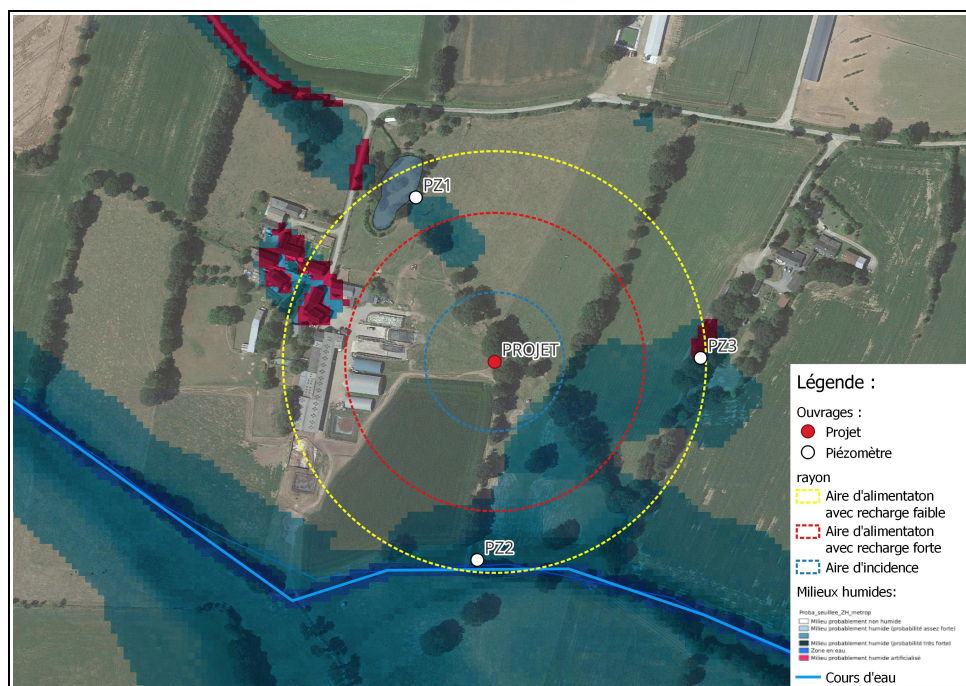 PZ1
PROJET
PZ3
PZ2
Légende :
Ouvrages :
Projet
Piézomètre
rayon
Aire d'alimentaton
avec recharge faible
Aire d'alimentaton
avec recharge forte
Aire d'incidence
Milieux humides:
Proba_seuillee_ZH_metrop
Milieu probablement non humide
Milieu probablement humide (probabilité assez forte)
Milieu probablement humide (probabilité très forte)
Zone en eau
Milieu probablement humide artificialisé
Cours d'eau